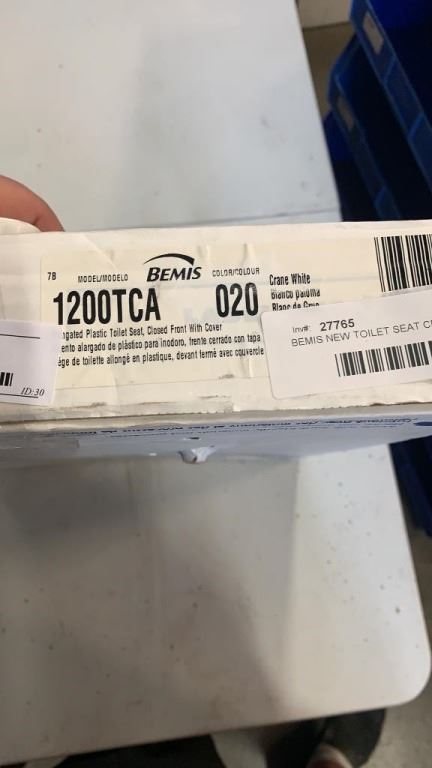 7B MODEL/MODELO BEMIS COLOR/COLOUR
1200TCA 020 Crane White
Blanco paloma
Blanc de
ngated Plastic Toilet Seat, Closed Front With Cover
ento alargado de plástico para inodoro, frente cerrado con tapa
ège de toilette allongé en plastique, devant fermé avec couvercle
Inv#: 27765
BEMIS NEW TOILET SEAT
ID:30